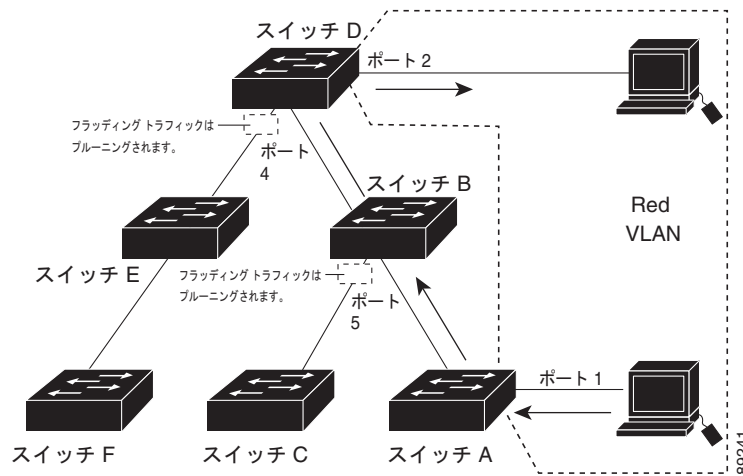 スイッチ D
ポート 2
フラッディング トラフィックは
プルーニングされます。
ポート
4
スイッチ B
Red
VLAN
スイッチ E
フラッディング トラフィックは
プルーニングされます。
ポート
5
ポート 1
スイッチ F
スイッチ C
スイッチ A
89241